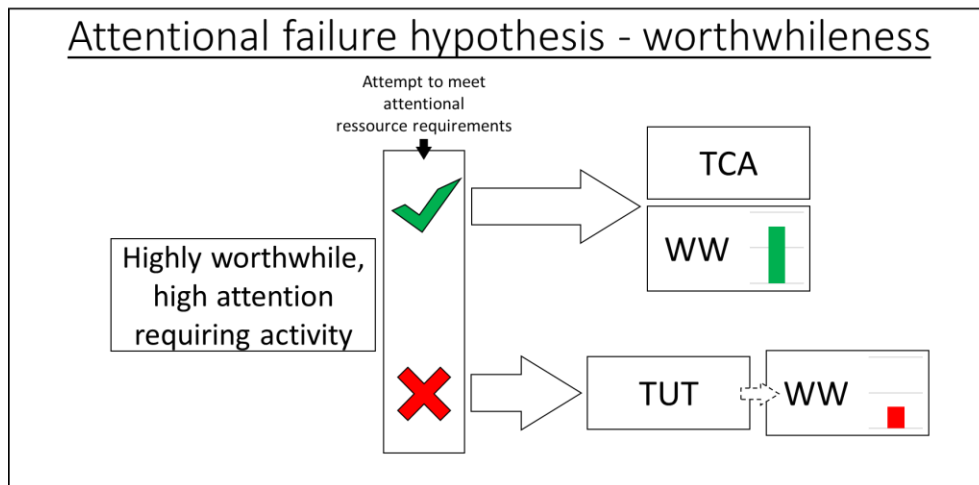 Attentional failure hypothesis - worthwhileness
Attempt to meet
attentional
ressource requirements
TCA
WW
Highly worthwhile,
high attention
requiring activity
TUT
WW